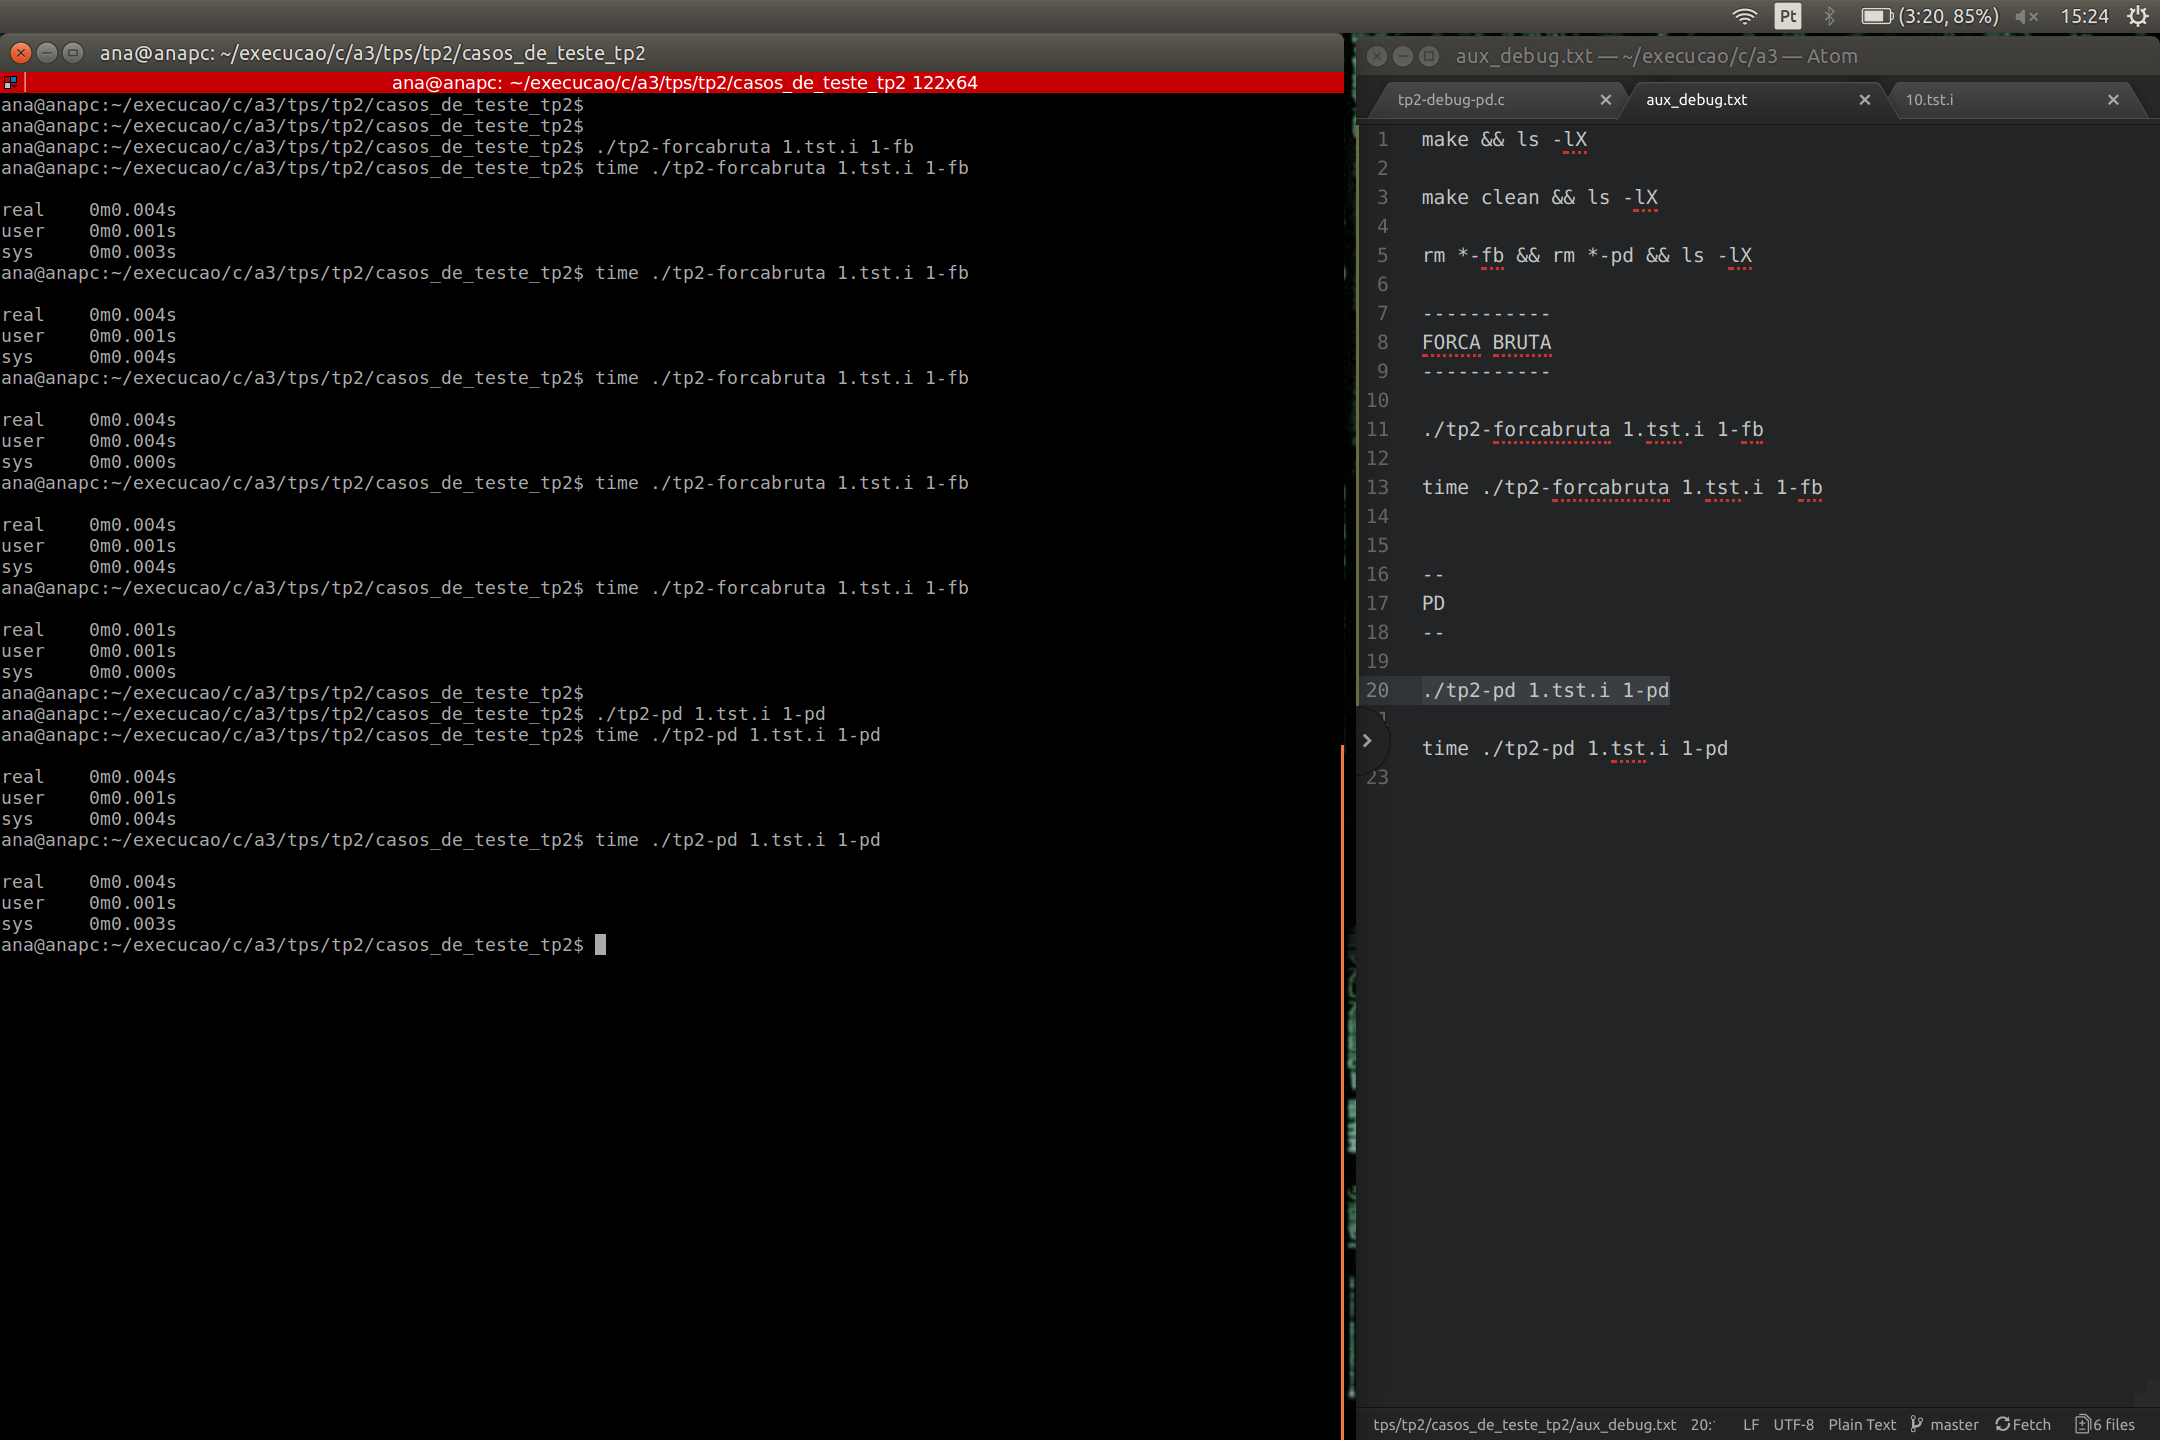 Pt (3:20, 85%) 15:24
ana@anapc: ~/execucao/c/a3/tps/tp2/casos_de_teste_tp2
ana@anapc: ~/execucao/c/a3/tps/tp2/casos_de_teste_tp2 122x64
ana@anapc:~/execucao/c/a3/tps/tp2/casos_de_teste_tp2$
ana@anapc:~/execucao/c/a3/tps/tp2/casos_de_teste_tp2$
ana@anapc:~/execucao/c/a3/tps/tp2/casos_de_teste_tp2$ ./tp2-forcabruta 1.tst.i 1-fb
ana@anapc:~/execucao/c/a3/tps/tp2/casos_de_teste_tp2$ time ./tp2-forcabruta 1.tst.i 1-fb
real 0m0.004s
user 0m0.001s
sys 0m0.003s
ana@anapc:~/execucao/c/a3/tps/tp2/casos_de_teste_tp2$ time ./tp2-forcabruta 1.tst.i 1-fb
real 0m0.004s
user 0m0.001s
sys 0m0.004s
ana@anapc:~/execucao/c/a3/tps/tp2/casos_de_teste_tp2$ time ./tp2-forcabruta 1.tst.i 1-fb
real 0m0.004s
user 0m0.004s
sys 0m0.000s
ana@anapc:~/execucao/c/a3/tps/tp2/casos_de_teste_tp2$ time ./tp2-forcabruta 1.tst.i 1-fb
real 0m0.004s
user 0m0.001s
sys 0m0.004s
ana@anapc:~/execucao/c/a3/tps/tp2/casos_de_teste_tp2$ time ./tp2-forcabruta 1.tst.i 1-fb
real 0m0.001s
user 0m0.001s
sys 0m0.000s
ana@anapc:~/execucao/c/a3/tps/tp2/casos_de_teste_tp2$
ana@anapc:~/execucao/c/a3/tps/tp2/casos_de_teste_tp2$ ./tp2-pd 1.tst.i 1-pd
ana@anapc:~/execucao/c/a3/tps/tp2/casos_de_teste_tp2$ time ./tp2-pd 1.tst.i 1-pd
real 0m0.004s
user 0m0.001s
sys 0m0.004s
ana@anapc:~/execucao/c/a3/tps/tp2/casos_de_teste_tp2$ time ./tp2-pd 1.tst.i 1-pd
real 0m0.004s
user 0m0.001s
sys 0m0.003s
ana@anapc:~/execucao/c/a3/tps/tp2/casos_de_teste_tp2$
aux_debug.txt — ~/execucao/c/a3 — Atom
tp2-debug-pd.c aux_debug.txt 10.tst.i
1 make && ls -lX
2
3 make clean && ls -lX
4
5 rm *-fb && rm *-pd && ls -lX
6
7 -----------
8 FORCA BRUTA
9 -----------
10
11 ./tp2-forcabruta 1.tst.i 1-fb
12
13 time ./tp2-forcabruta 1.tst.i 1-fb
14
15
16 --
17 PD
18 --
19
20 ./tp2-pd 1.tst.i 1-pd
1
time ./tp2-pd 1.tst.i 1-pd
23
tps/tp2/casos_de_teste_tp2/aux_debug.txt 20: LF UTF-8 Plain Text master Fetch 6 files